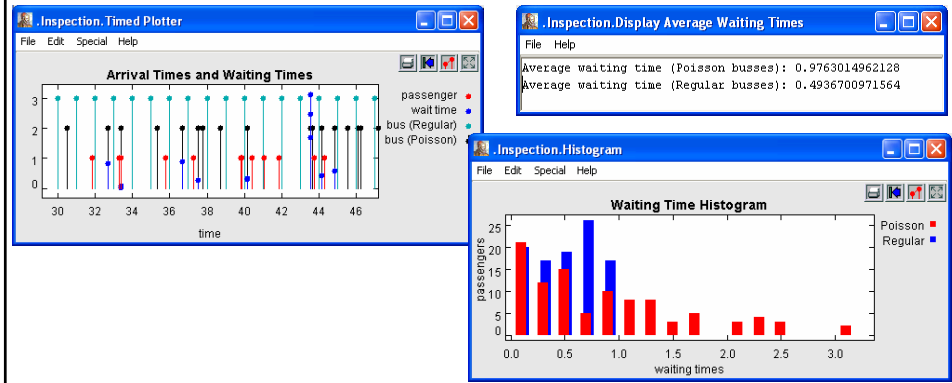 .Inspection.Timed Plotter
File Edit Special Help
Arrival Times and Waiting Times
3
2
1
0
30 32 34 36 38 40 42 44 46
time
passenger
wait time
bus (Regular)
bus (Poisson)
.Inspection.Display Average Waiting Times
File Help
Average waiting time (Poisson busses): 0.9763014962128
Average waiting time (Regular busses): 0.4936700971564
.Inspection.Histogram
File Edit Special Help
Waiting Time Histogram
passengers
25
20
15
10
5
0
0.0 0.5 1.0 1.5 2.0 2.5 3.0
waiting times
Poisson
Regular